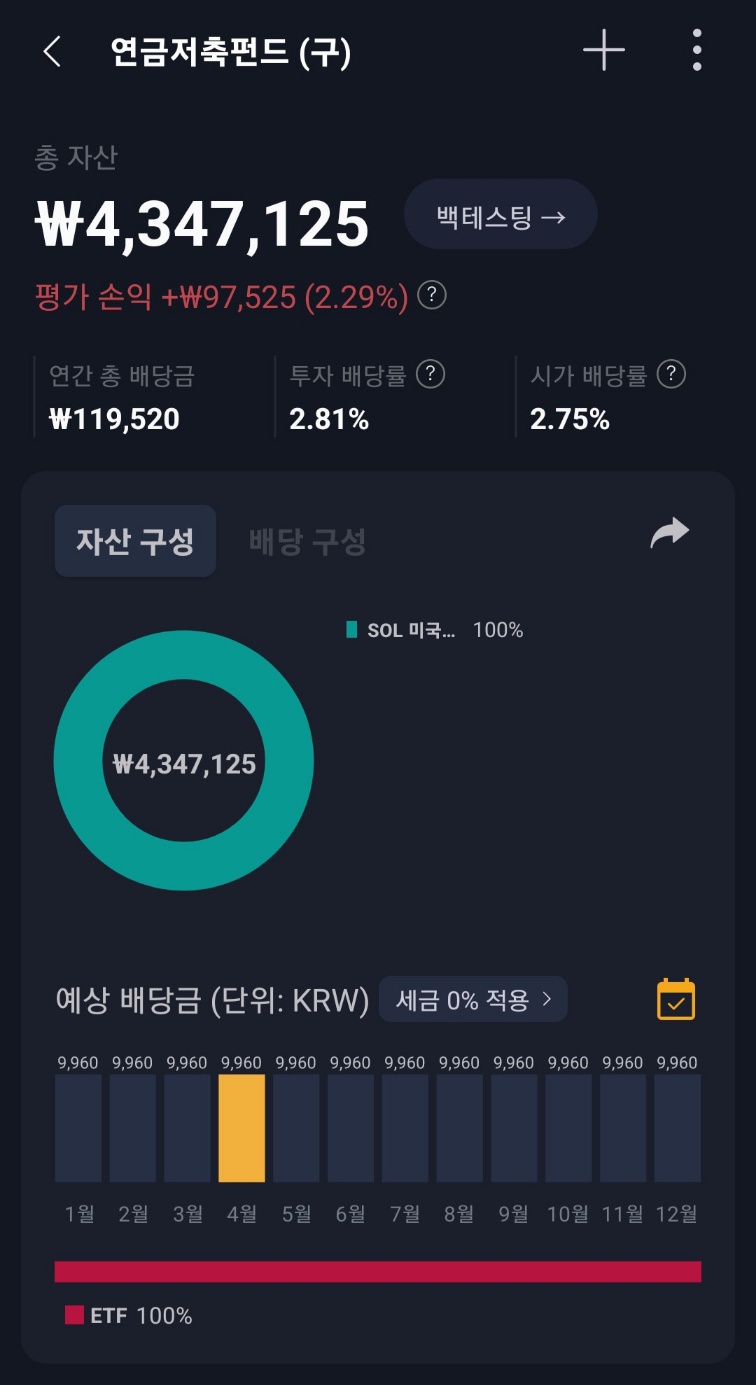 연금저축펀드 (구)
총 자산
₩4,347,125
백테스팅 →
평가 손익 +₩97,525 (2.29%) ?
연간 총 배당금 투자 배당률 ? 시가 배당률 ?
₩119,520 2.81% 2.75%
자산 구성 배당 구성
SOL 미국... 100%
₩4,347,125
예상 배당금 (단위: KRW) 세금 0% 적용 >
9,960 9,960 9,960 9,960 9,960 9,960 9,960 9,960 9,960 9,960 9,960 9,960
1월 2월 3월 4월 5월 6월 7월 8월 9월 10월 11월 12월
ETF 100%